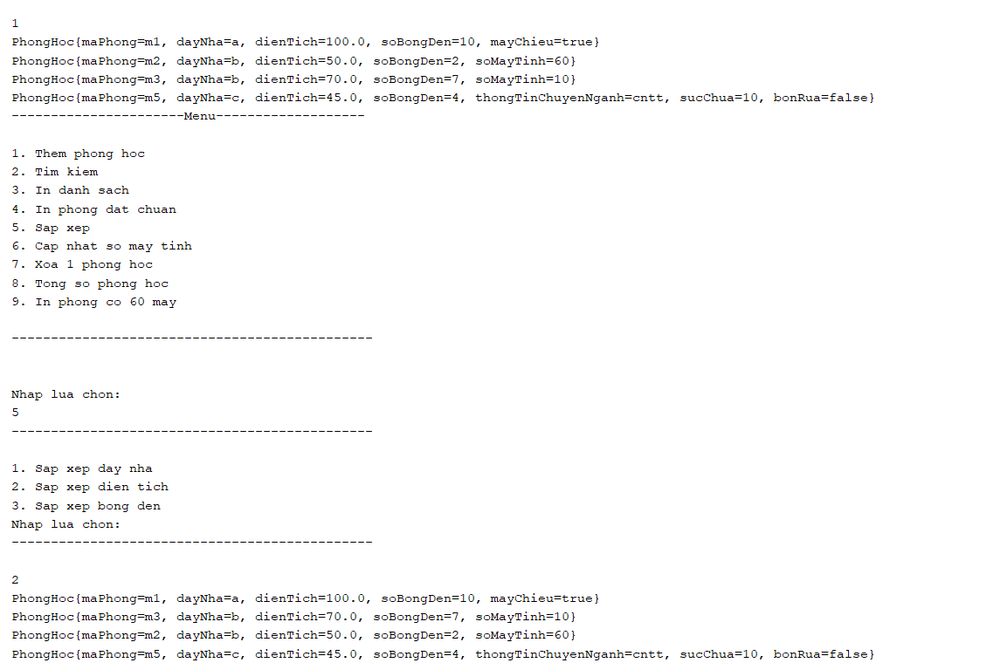 1
PhongHoc{maPhong=m1, dayNha=a, dienTich=100.0, soBongDen=10, mayChieu=true}
PhongHoc{maPhong=m2, dayNha=b, dienTich=50.0, soBongDen=2, soMayTinh=60}
PhongHoc{maPhong=m3, dayNha=b, dienTich=70.0, soBongDen=7, soMayTinh=10}
PhongHoc{maPhong=m5, dayNha=c, dienTich=45.0, soBongDen=4, thongTinChuyenNganh=cntt, sucChua=10, bonRua=false}
----------------------Menu-------------------
1. Them phong hoc
2. Tim kiem
3. In danh sach
4. In phong dat chuan
5. Sap xep
6. Cap nhat so may tinh
7. Xoa 1 phong hoc
8. Tong so phong hoc
9. In phong co 60 may
----------------------------------------------
Nhap lua chon:
5
----------------------------------------------
1. Sap xep day nha
2. Sap xep dien tich
3. Sap xep bong den
Nhap lua chon:
----------------------------------------------
2
PhongHoc{maPhong=m1, dayNha=a, dienTich=100.0, soBongDen=10, mayChieu=true}
PhongHoc{maPhong=m3, dayNha=b, dienTich=70.0, soBongDen=7, soMayTinh=10}
PhongHoc{maPhong=m2, dayNha=b, dienTich=50.0, soBongDen=2, soMayTinh=60}
PhongHoc{maPhong=m5, dayNha=c, dienTich=45.0, soBongDen=4, thongTinChuyenNganh=cntt, sucChua=10, bonRua=false}